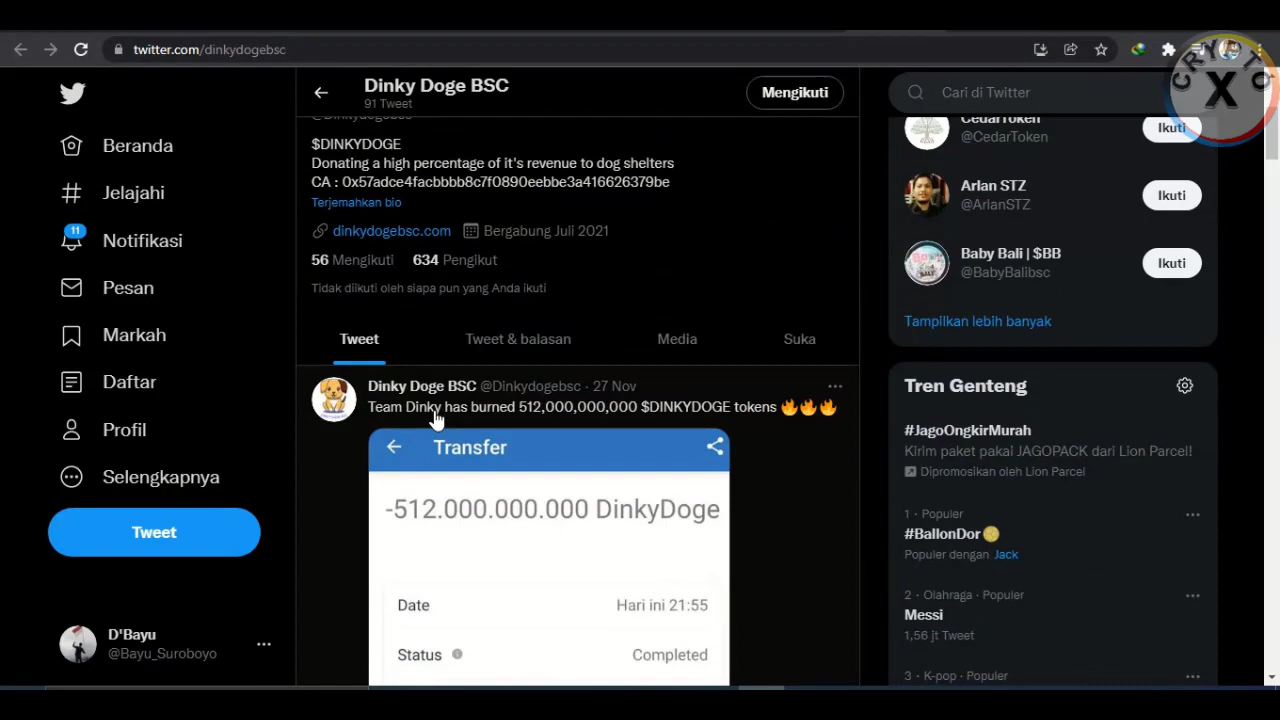 twitter.com/dinkydogebsc
CRYPTO
X
Dinky Doge BSC
91 Tweet
Mengikuti
Cari di Twitter
@Dinkydogebsc
$DINKYDOGE
Donating a high percentage of it's revenue to dog shelters
CA : 0x57adce4facbbbb8c7f0890eebbe3a416626379be
Terjemahkan bio
dinkydogebsc.com Bergabung Juli 2021
56 Mengikuti 634 Pengikut
Tidak diikuti oleh siapa pun yang Anda ikuti
Tweet Tweet & balasan Media Suka
Dinky Doge BSC @Dinkydogebsc · 27 Nov
Team Dinky has burned 512,000,000,000 $DINKYDOGE tokens 🔥🔥🔥
Transfer
-512.000.000.000 DinkyDoge
Date Hari ini 21:55
Status Completed
Beranda
Jelajahi
11
Notifikasi
Pesan
Markah
Daftar
Profil
Selengkapnya
Tweet
D'Bayu
@Bayu_Suroboyo
CedarToken
@CedarToken
Ikuti
Arlan STZ
@ArlanSTZ
Ikuti
Baby Bali | $BB
@BabyBalibsc
Ikuti
Tampilkan lebih banyak
Tren Genteng
#JagoOngkirMurah
Kirim paket pakai JAGOPACK dari Lion Parcel!
Dipromosikan oleh Lion Parcel
1 · Populer
#BallonDor
Populer dengan Jack
2 · Olahraga · Populer
Messi
1,56 jt Tweet
3 · K-pop · Populer